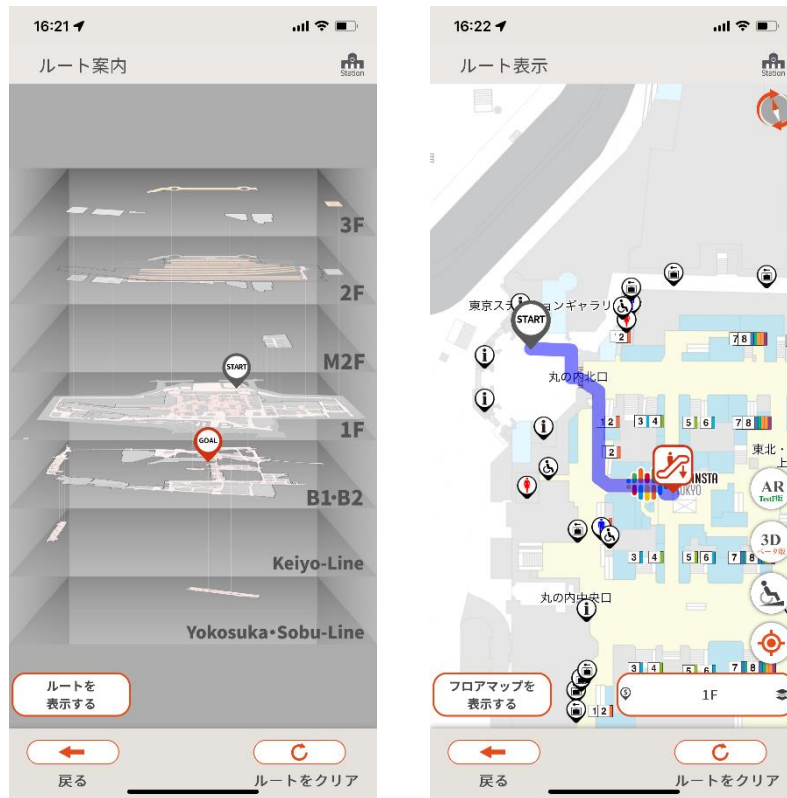 16:21
ルート案内
Station
3F
2F
M2F
START
1F
GOAL
B1・B2
Keiyo-Line
Yokosuka・Sobu-Line
ルートを
表示する
戻る
ルートをクリア
16:22
ルート表示
Station
東京ステーションギャラリ
START
2
7 8
丸の内北口
1 2
3 4
5 6
7 8
2
東北・
上
INSTA
OKYO
AR
3D
3 4
5 6
7 8
丸の内中央口
3 4
5 6
7 8
フロアマップを
表示する
1 2
1F
戻る
ルートをクリア